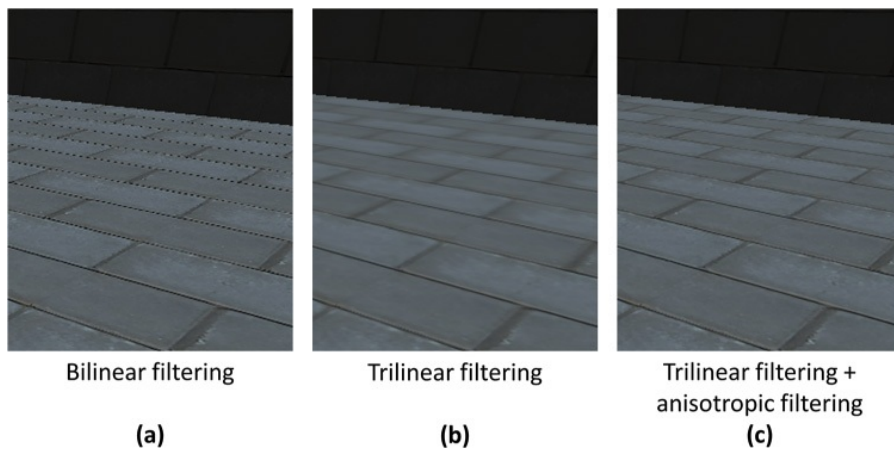 Bilinear filtering
(a)
Trilinear filtering
(b)
Trilinear filtering +
anisotropic filtering
(c)